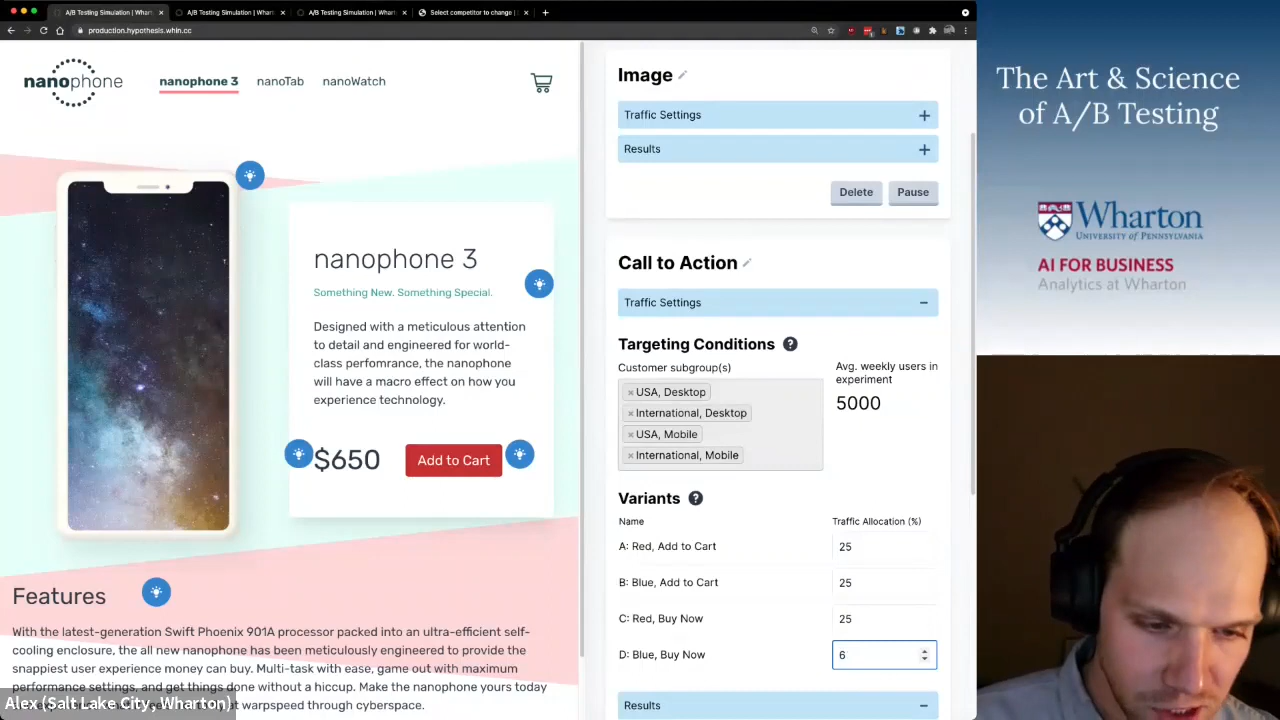 A/B Testing Simulation | Whart
A/B Testing Simulation | Whart
A/B Testing Simulation | Whart
Select competitor to change |
production.hypothesis.whin.cc
nanophone
nanophone 3
nanoTab
nanoWatch
nanophone 3
Something New. Something Special.
Designed with a meticulous attention
to detail and engineered for world-
class perfomrance, the nanophone
will have a macro effect on how you
experience technology.
$650
Add to Cart
Features
With the latest-generation Swift Phoenix 901A processor packed into an ultra-efficient self-
cooling enclosure, the all new nanophone has been meticulously engineered to provide the
snappiest user experience money can buy. Multi-task with ease, game out with maximum
performance settings, and get things done without a hiccup. Make the nanophone yours today
at warpspeed through cyberspace.
Alex (Salt Lake City, Wharton)
Image
Traffic Settings
Results
Delete
Pause
Call to Action
Traffic Settings
Targeting Conditions ?
Customer subgroup(s)
× USA, Desktop
× International, Desktop
× USA, Mobile
× International, Mobile
Avg. weekly users in
experiment
5000
Variants ?
Name
Traffic Allocation (%)
A: Red, Add to Cart
25
B: Blue, Add to Cart
25
C: Red, Buy Now
25
D: Blue, Buy Now
6
Results
The Art & Science
of A/B Testing
Wharton
UNIVERSITY OF PENNSYLVANIA
AI FOR BUSINESS
Analytics at Wharton